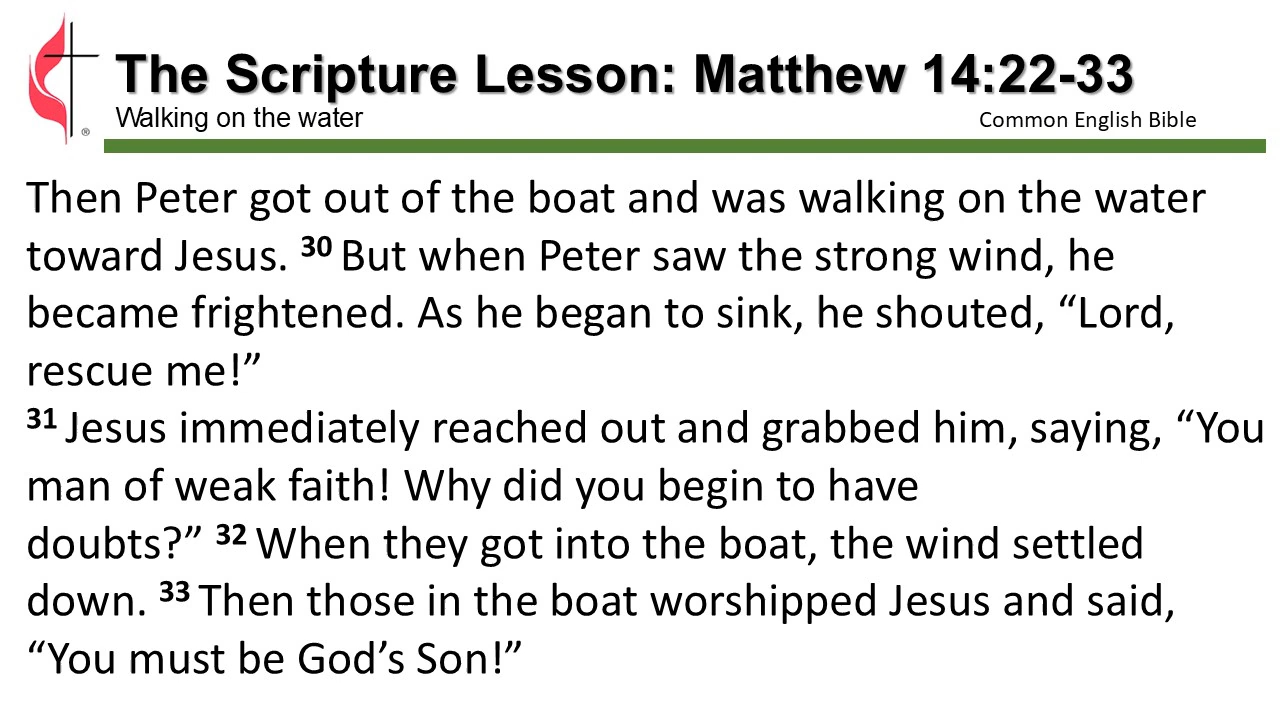 The Scripture Lesson: Matthew 14:22-33
Walking on the water Common English Bible
®
Then Peter got out of the boat and was walking on the water
toward Jesus. 30 But when Peter saw the strong wind, he
became frightened. As he began to sink, he shouted, “Lord,
rescue me!”
31 Jesus immediately reached out and grabbed him, saying, “You
man of weak faith! Why did you begin to have
doubts?” 32 When they got into the boat, the wind settled
down. 33 Then those in the boat worshipped Jesus and said,
“You must be God’s Son!”